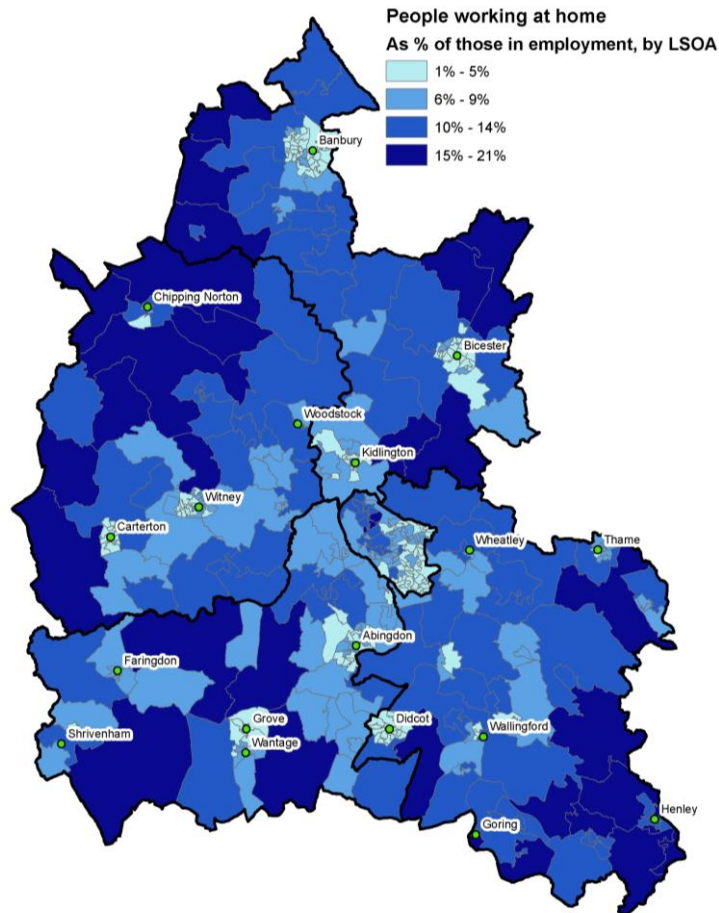 People working at home
As % of those in employment, by LSOA
1% - 5%
6% - 9%
10% - 14%
15% - 21%
Banbury
Chipping Norton
Bicester
Woodstock
Kidlington
Witney
Carterton
Wheatley
Thame
Abingdon
Faringdon
Grove
Didcot
Wallingford
Shrivenham
Wantage
Henley
Goring